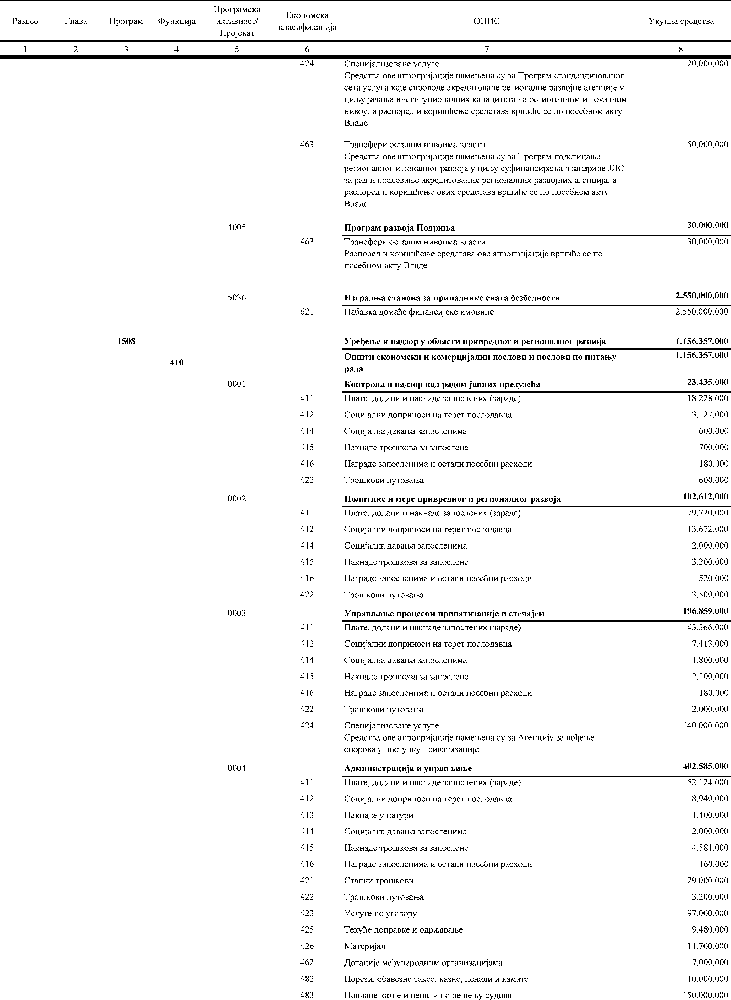 Раздео Глава Програм Функција Програмска активност/ Пројекат Економска класификација ОПИС Укупна средства
1 2 3 4 5 6 7 8
424 Специјализоване услуге 20.000.000
Средства ове апропријације намењена су за Програм стандардизованог
сета услуга које спроводе акредитоване регионалне развојне агенције у
циљу јачања институционалних капацитета на регионалном и локалном
нивоу, а распоред и коришћење средстава вршиће се по посебном акту
Владе
463 Трансфери осталим нивоима власти 50.000.000
Средства ове апропријације намењена су за Програм подстицања
регионалног и локалног развоја у циљу суфинансирања чланарине ЈЛС
за рад и пословање акредитованих регионалних развојних агенција, а
распоред и коришћење ових средстава вршиће се по посебном акту
Владе
4005 Програм развоја Подриња 30.000.000
463 Трансфери осталим нивоима власти 30.000.000
Распоред и коришћење средстава ове апропријације вршиће се по
посебном акту Владе
5036 Изградња станова за припаднике снага безбедности 2.550.000.000
621 Набавка домаће финансијске имовине 2.550.000.000
1508 Уређење и надзор у области привредног и регионалног развоја 1.156.357.000
410 Општи економски и комерцијални послови и послови по питању 1.156.357.000
рада
0001 Контрола и надзор над радом јавних предузећа 23.435.000
411 Плате, додаци и накнаде запослених (зараде) 18.228.000
412 Социјални доприноси на терет послодавца 3.127.000
414 Социјална давања запосленима 600.000
415 Накнаде трошкова за запослене 700.000
416 Награде запосленима и остали посебни расходи 180.000
422 Трошкови путовања 600.000
0002 Политике и мере привредног и регионалног развоја 102.612.000
411 Плате, додаци и накнаде запослених (зараде) 79.720.000
412 Социјални доприноси на терет послодавца 13.672.000
414 Социјална давања запосленима 2.000.000
415 Накнаде трошкова за запослене 3.200.000
416 Награде запосленима и остали посебни расходи 520.000
422 Трошкови путовања 3.500.000
0003 Управљање процесом приватизације и стечајем 196.859.000
411 Плате, додаци и накнаде запослених (зараде) 43.366.000
412 Социјални доприноси на терет послодавца 7.413.000
414 Социјална давања запосленима 1.800.000
415 Накнаде трошкова за запослене 2.100.000
416 Награде запосленима и остали посебни расходи 180.000
422 Трошкови путовања 2.000.000
424 Специјализоване услуге 140.000.000
Средства ове апропријације намењена су за Агенцију за вођење
спорова у поступку приватизације
0004 Администрација и управљање 402.585.000
411 Плате, додаци и накнаде запослених (зараде) 52.124.000
412 Социјални доприноси на терет послодавца 8.940.000
413 Накнаде у натури 1.400.000
414 Социјална давања запосленима 2.000.000
415 Накнаде трошкова за запослене 4.581.000
416 Награде запосленима и остали посебни расходи 160.000
421 Стални трошкови 29.000.000
422 Трошкови путовања 3.200.000
423 Услуге по уговору 97.000.000
425 Текуће поправке и одржавање 9.480.000
426 Материјал 14.700.000
462 Дотације међународним организацијама 7.000.000
482 Порези, обавезне таксе, казне, пенали и камате 10.000.000
483 Новчане казне и пенали по решењу судова 150.000.000